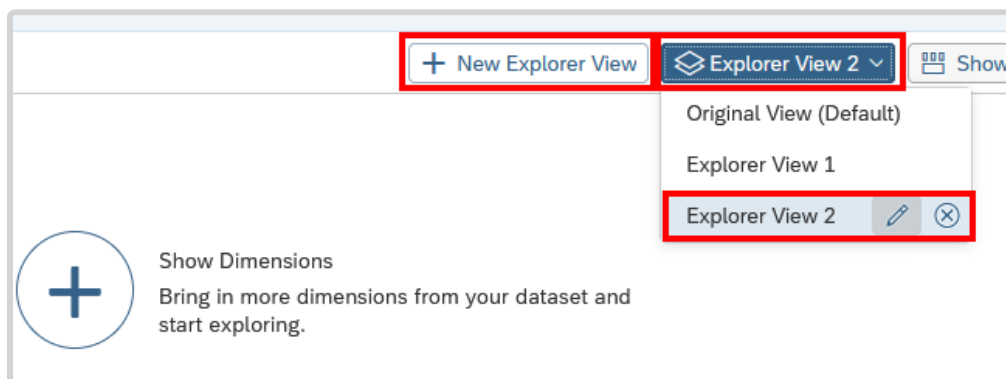 New Explorer View
Explorer View 2
Show
Original View (Default)
Explorer View 1
Explorer View 2
Show Dimensions
Bring in more dimensions from your dataset and
start exploring.